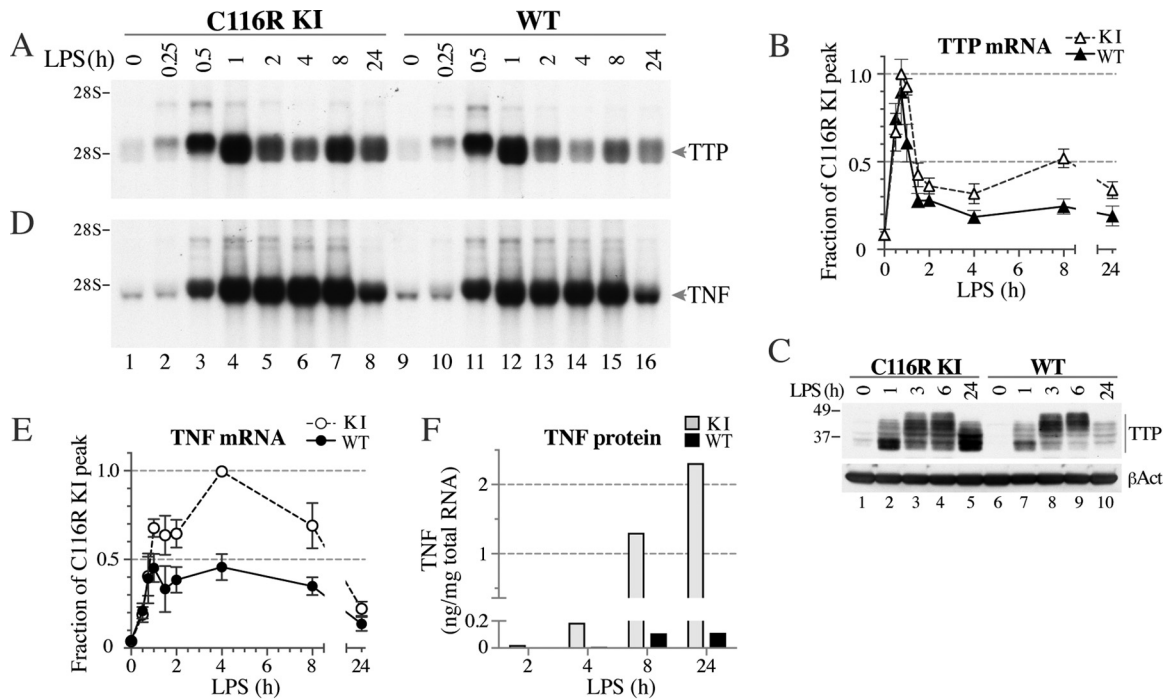 A
C116R KI
WT
LPS(h)
0
0.25
0.5
1
2
4
8
24
0
0.25
0.5
1
2
4
8
24
28S
28S
TTP
D
28S
28S
TNF
1 2 3 4 5 6 7 8 9 10 11 12 13 14 15 16
B
TTP mRNA
KI
WT
Fraction of C116R KI peak
1.0
0.5
0
0 2 4 6 8 24
LPS (h)
C
C116R KI
WT
LPS(h)
0
1
3
6
24
0
1
3
6
24
49
37
TTP
βAct
1 2 3 4 5 6 7 8 9 10
E
TNF mRNA
KI
WT
Fraction of C116R KI peak
1.0
0.5
0
0 2 4 6 8 24
LPS (h)
F
TNF protein
KI
WT
TNF
(ng/mg total RNA)
2
1
0.2
0
2 4 8 24
LPS (h)